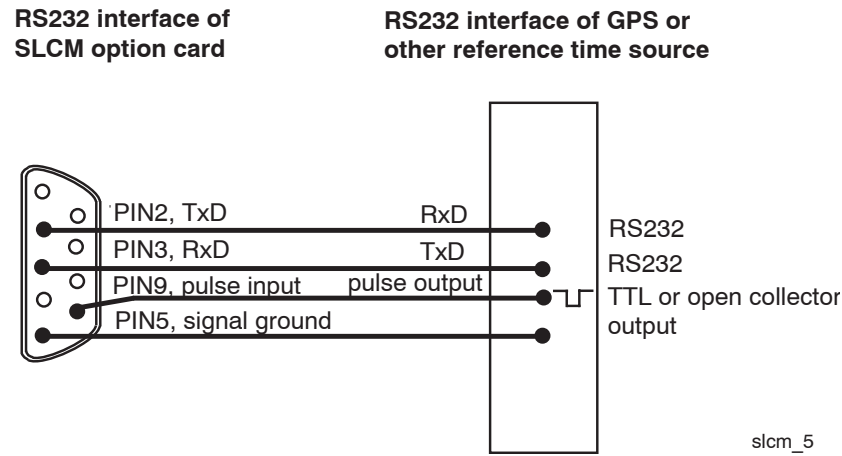 RS232 interface of
SLCM option card
RS232 interface of GPS or
other reference time source
PIN2, TxD
RxD
RS232
PIN3, RxD
TxD
RS232
PIN9, pulse input
pulse output
TTL or open collector
output
PIN5, signal ground
slcm_5